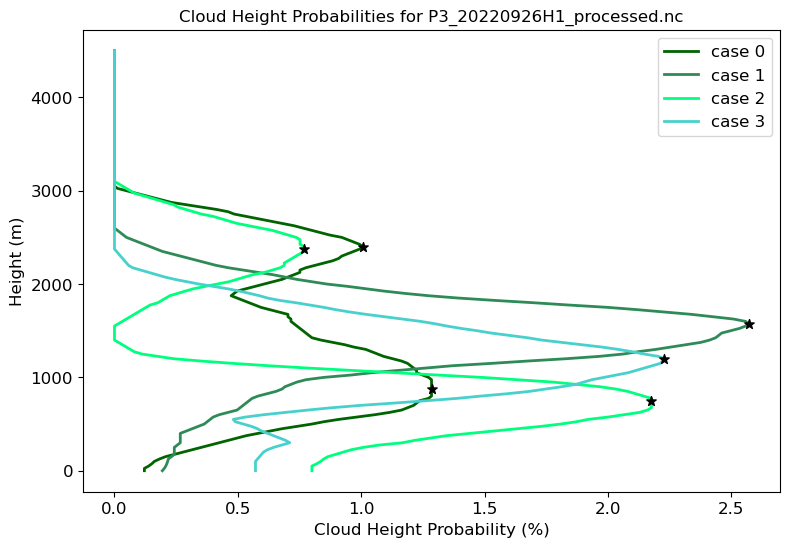 Cloud Height Probabilities for P3_20220926H1_processed.nc
case 0
case 1
case 2
case 3
Height (m)
4000
3000
2000
1000
0
0.0 0.5 1.0 1.5 2.0 2.5
Cloud Height Probability (%)